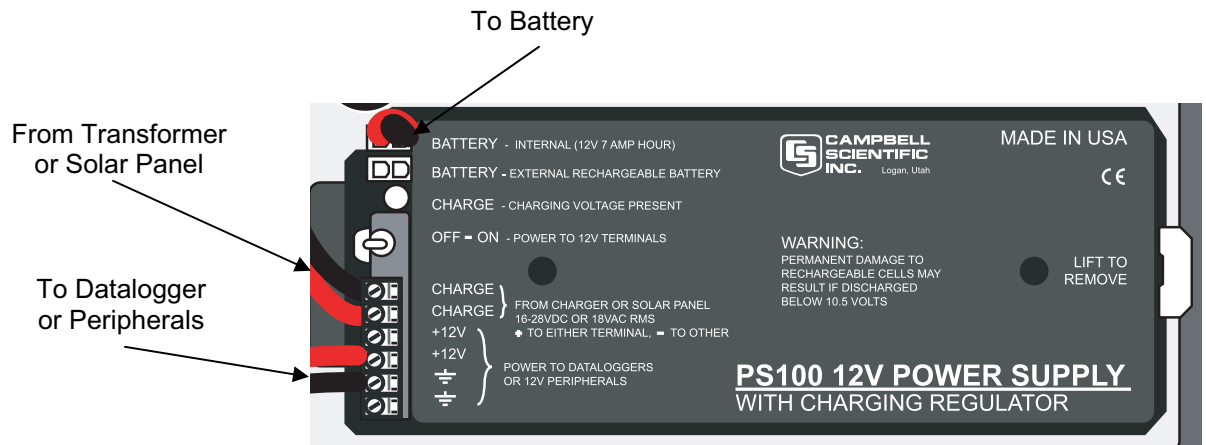 To Battery
From Transformer
or Solar Panel
To Datalogger
or Peripherals
BATTERY - INTERNAL (12V 7 AMP HOUR)
BATTERY - EXTERNAL RECHARGEABLE BATTERY
CHARGE - CHARGING VOLTAGE PRESENT
OFF - ON - POWER TO 12V TERMINALS
CHARGE
CHARGE
FROM CHARGER OR SOLAR PANEL
16-28VDC OR 18VAC RMS
+ TO EITHER TERMINAL, - TO OTHER
+12V
+12V
POWER TO DATALOGGERS
OR 12V PERIPHERALS
CAMPBELL
SCIENTIFIC
INC. Logan, Utah
MADE IN USA
CE
WARNING:
PERMANENT DAMAGE TO
RECHARGEABLE CELLS MAY
RESULT IF DISCHARGED
BELOW 10.5 VOLTS
LIFT TO
REMOVE
PS100 12V POWER SUPPLY
WITH CHARGING REGULATOR